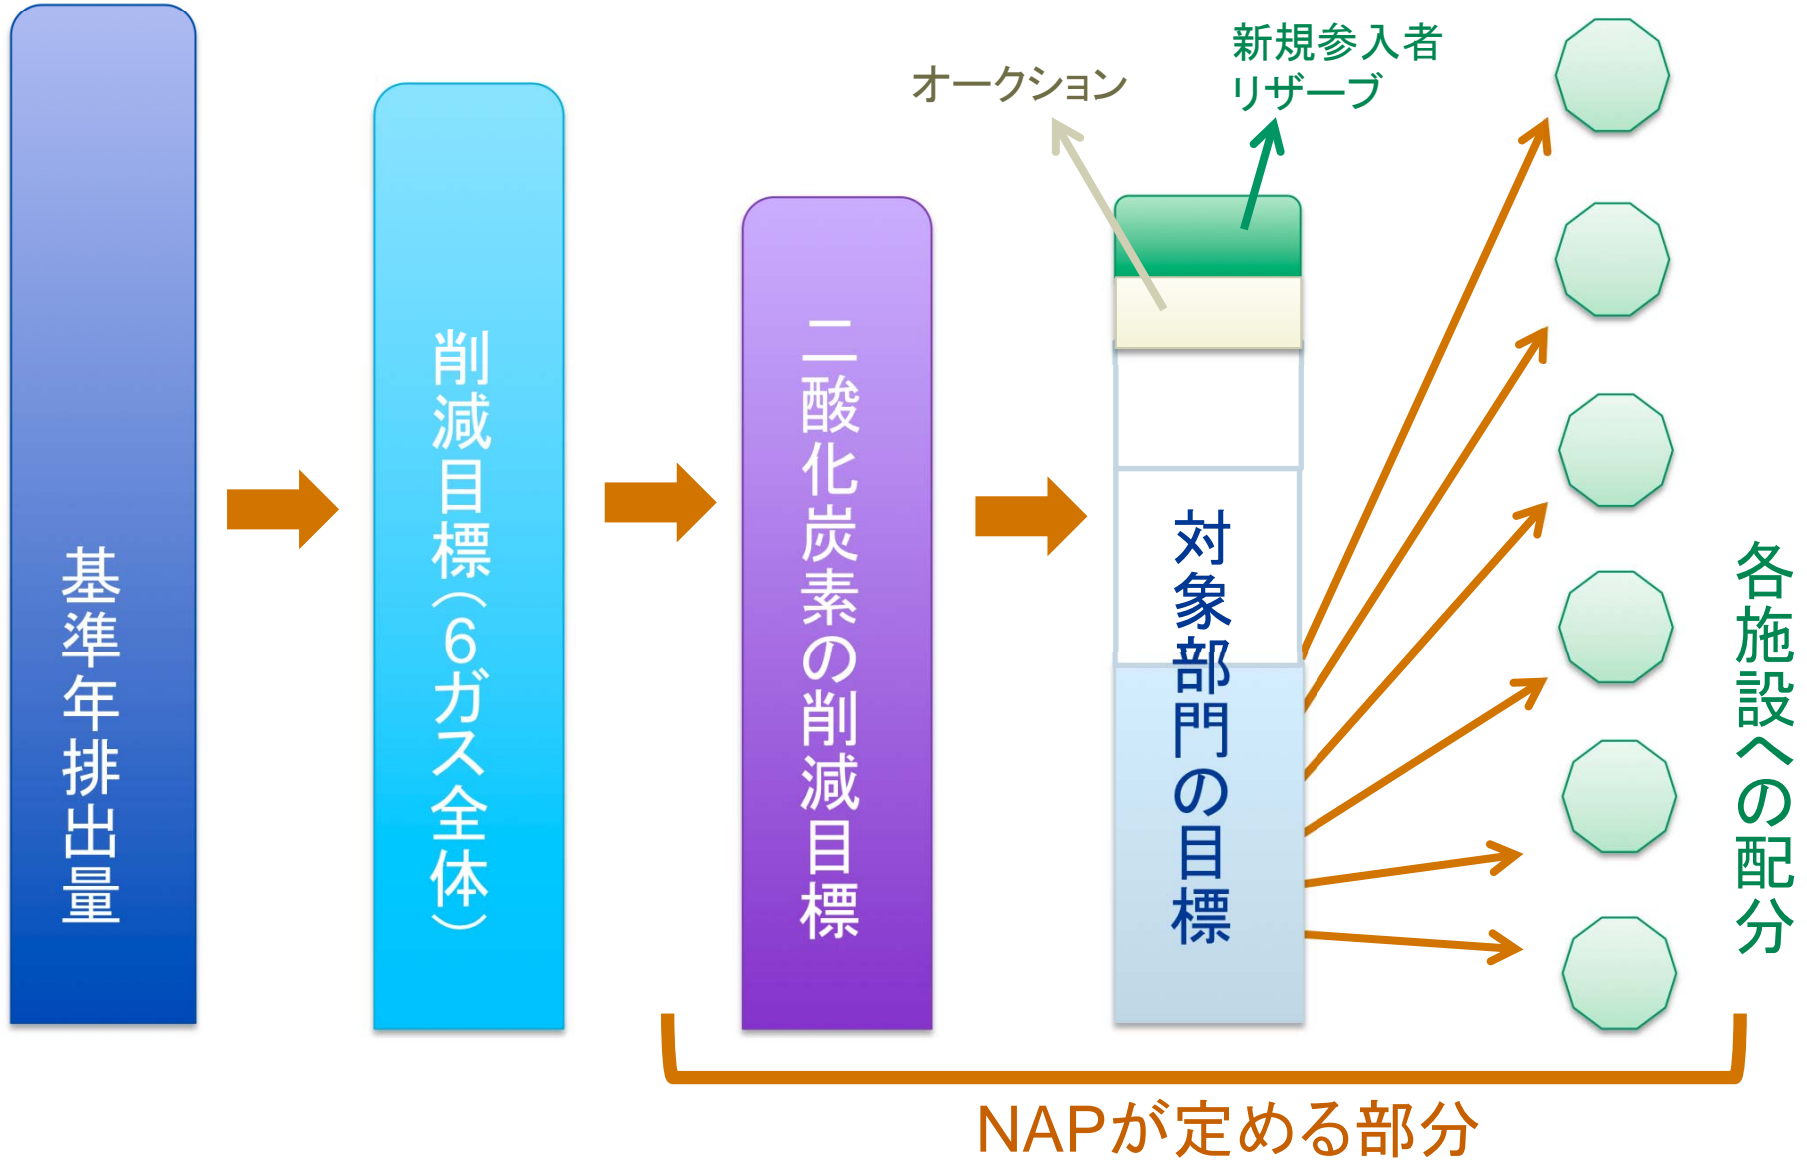 基準年排出量
削減目標（６ガス全体）
二酸化炭素の削減目標
オークション
新規参入者
リザーブ
対象部門の目標
各施設への配分
NAPが定める部分